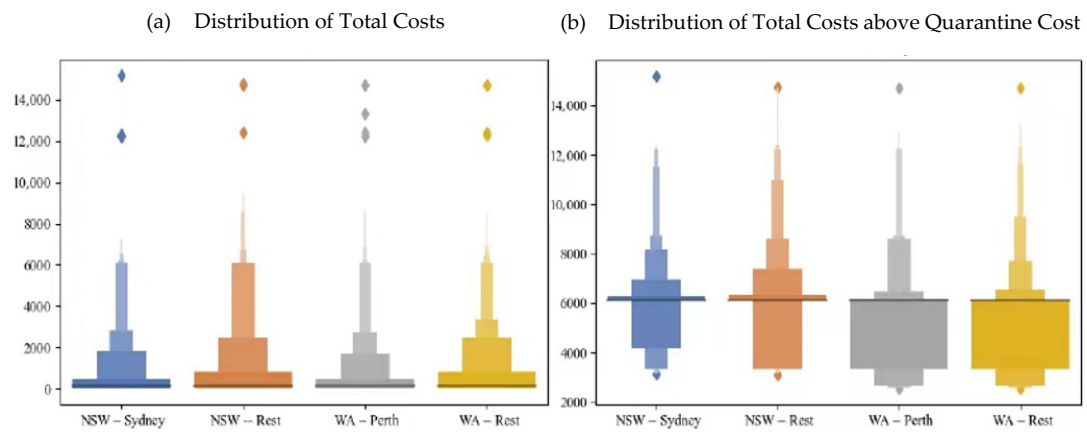 (a) Distribution of Total Costs
(b) Distribution of Total Costs above Quarantine Cost
14,000
12,000
10,000
8000
6000
4000
2000
0
NSW – Sydney
NSW – Rest
WA – Perth
WA – Rest
14,000
12,000
10,000
8000
6000
4000
2000
NSW – Sydney
NSW – Rest
WA – Perth
WA – Rest